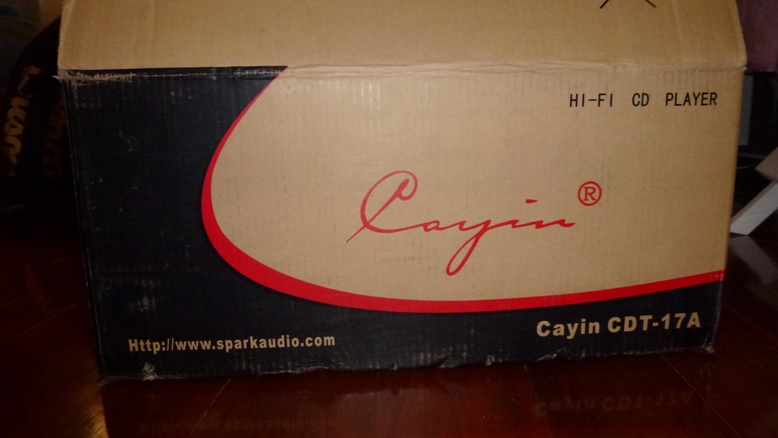 HI-FI CD PLAYER
Cayin®
Http://www.sparkaudio.com
Cayin CDT-17A